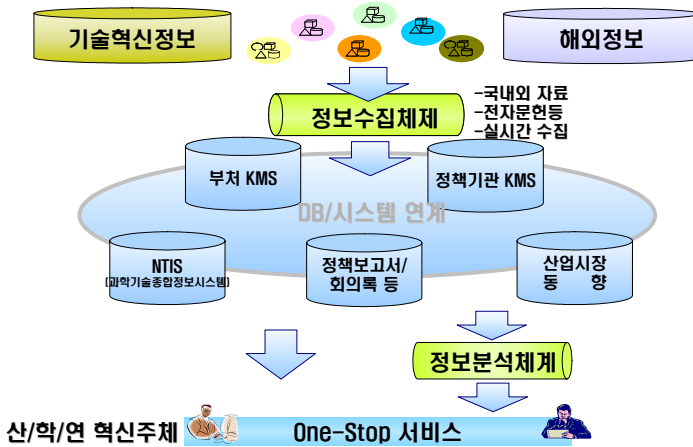 기술혁신정보
해외정보
정보수집체제
-국내외 자료
-전자문헌등
-실시간 수집
부처 KMS
정책기관 KMS
DB/시스템 연계
NTIS
(과학기술종합정보시스템)
정책보고서/
회의록 등
산업시장
동 향
정보분석체계
산/학/연 혁신주체
One-Stop 서비스